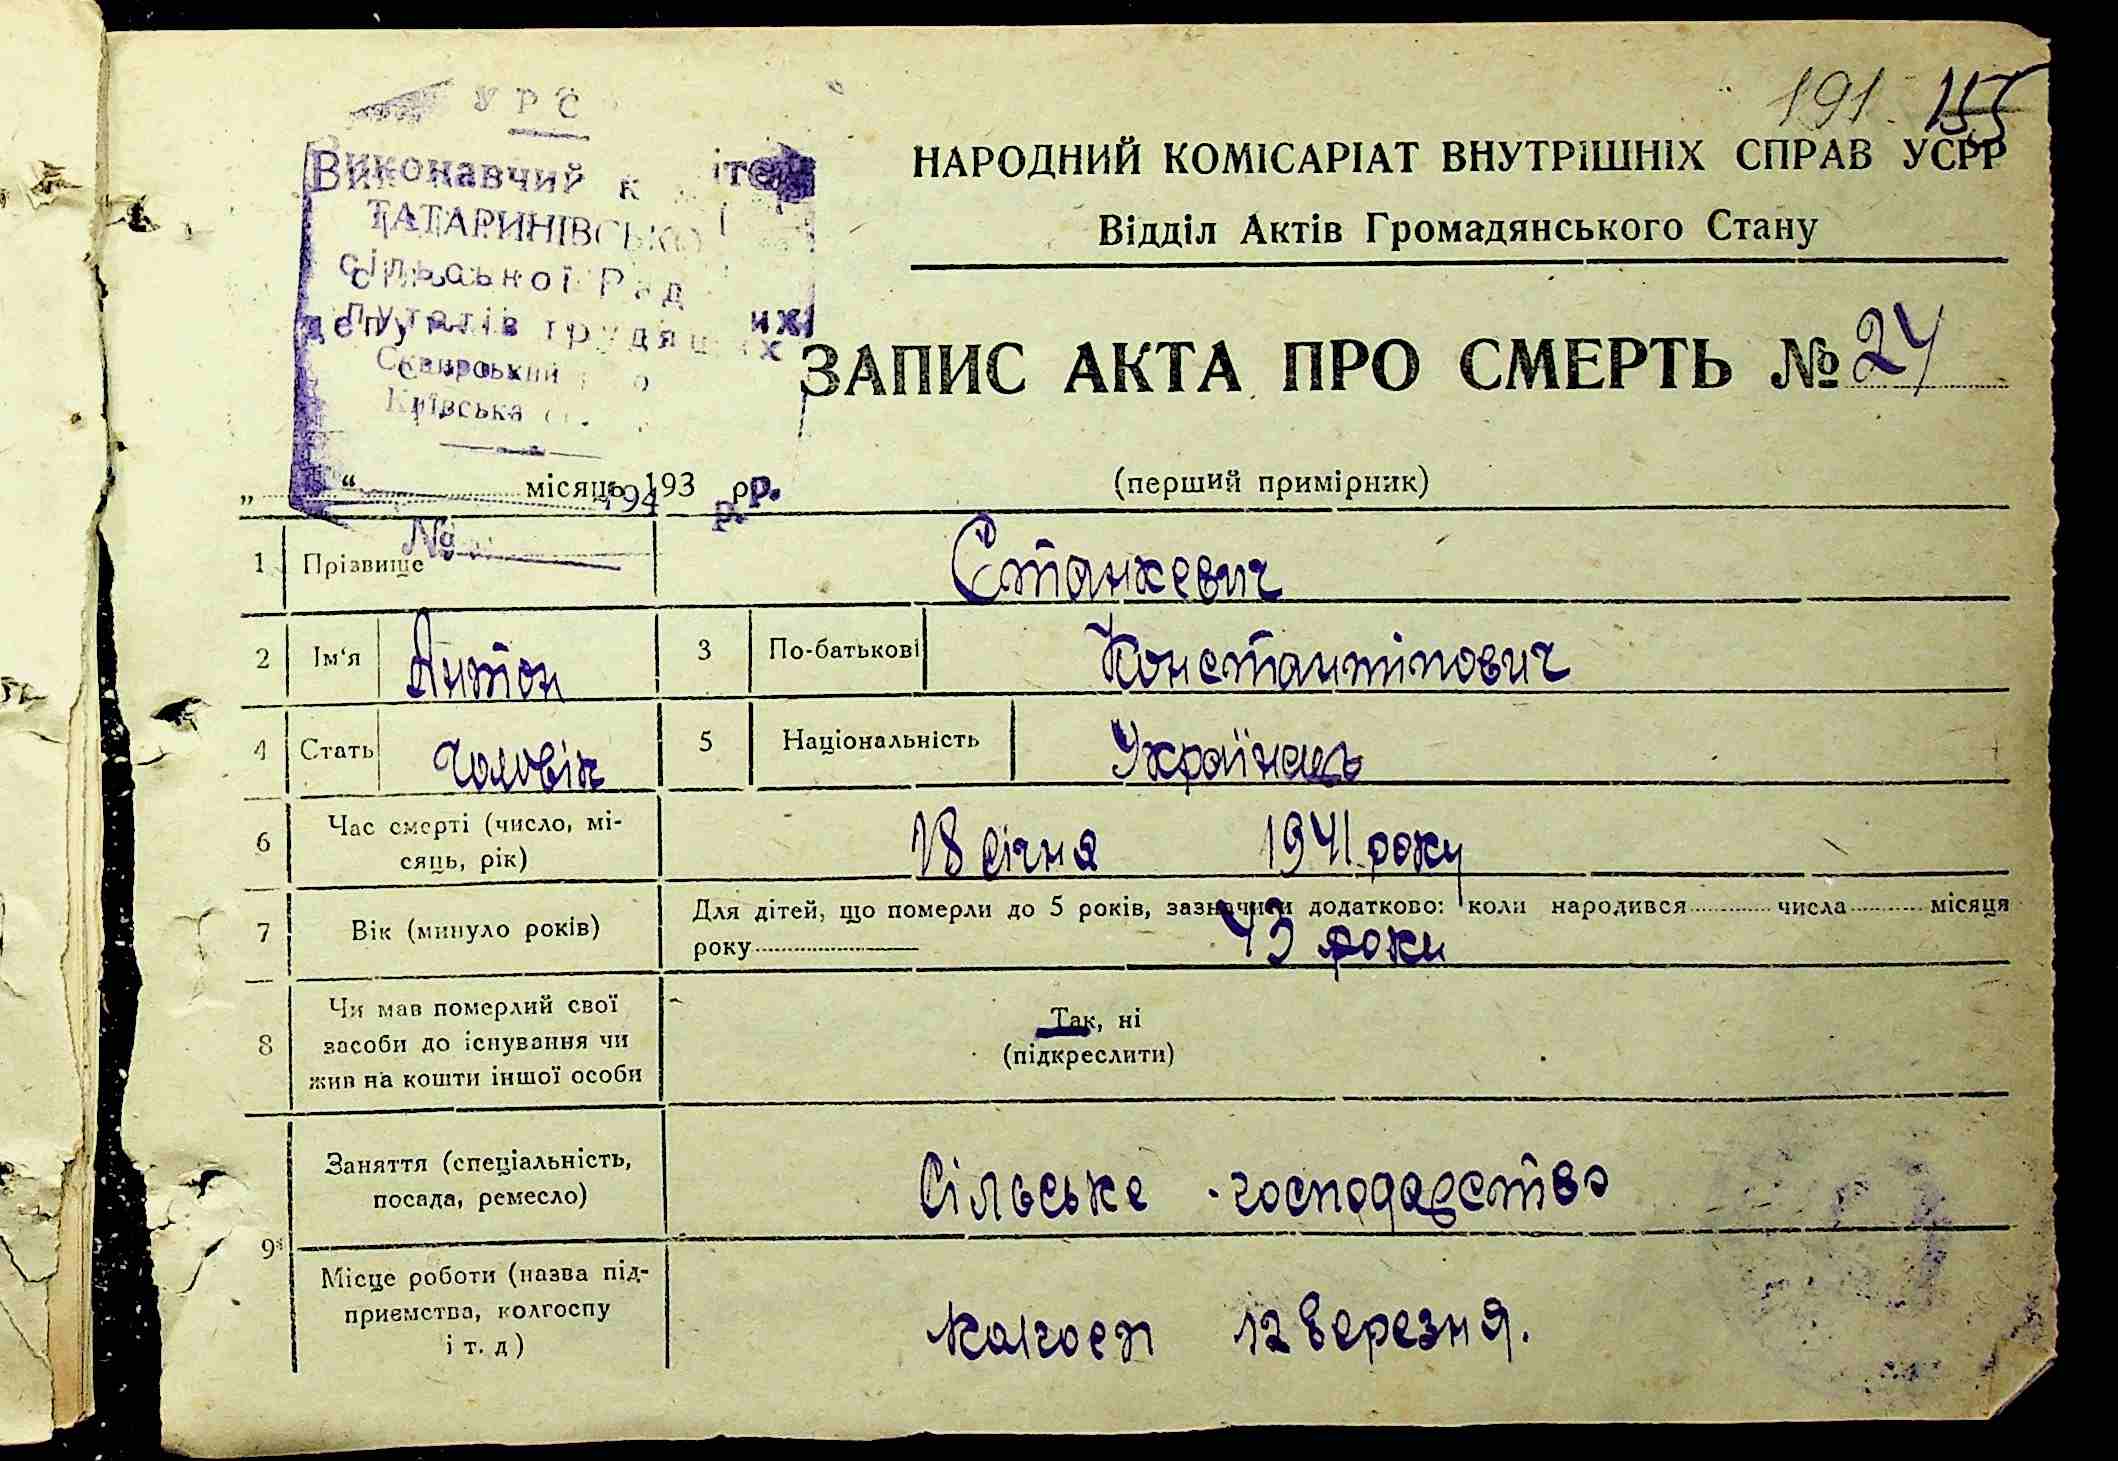 191. 155
УРС
Виконавчий
ТАТАРИНІВСЬКО
сільської Рад
депутатів трудящих
Сквирський
Київська
НАРОДНИЙ КОМІСАРІАТ ВНУТРІШНІХ СПРАВ УСРР
Відділ Актів Громадянського Стану
ЗАПИС АКТА ПРО СМЕРТЬ № 24
„ “ місяць 193 р.
194 р.
(перший примірник)
№
1 Прізвище Станкевич
2 Ім'я Антон 3 По-батькові Константінович
4 Стать Чоловік 5 Національність Українець
6 Час смерті (число, мі-
сяць, рік)
18 січня 1941 року
7 Вік (минуло років)
Для дітей, що померли до 5 років, зазначити додатково: коли народився числа місяця
року 43 роки
8 Чи мав померлий свої
засоби до існування чи
жив на кошти іншої особи
Так, ні
(підкреслити)
9 Заняття (спеціальність,
посада, ремесло)
Сільське господарство
Місце роботи (назва під-
приємства, колгоспу
і т. д)
колгосп 12 Березня.